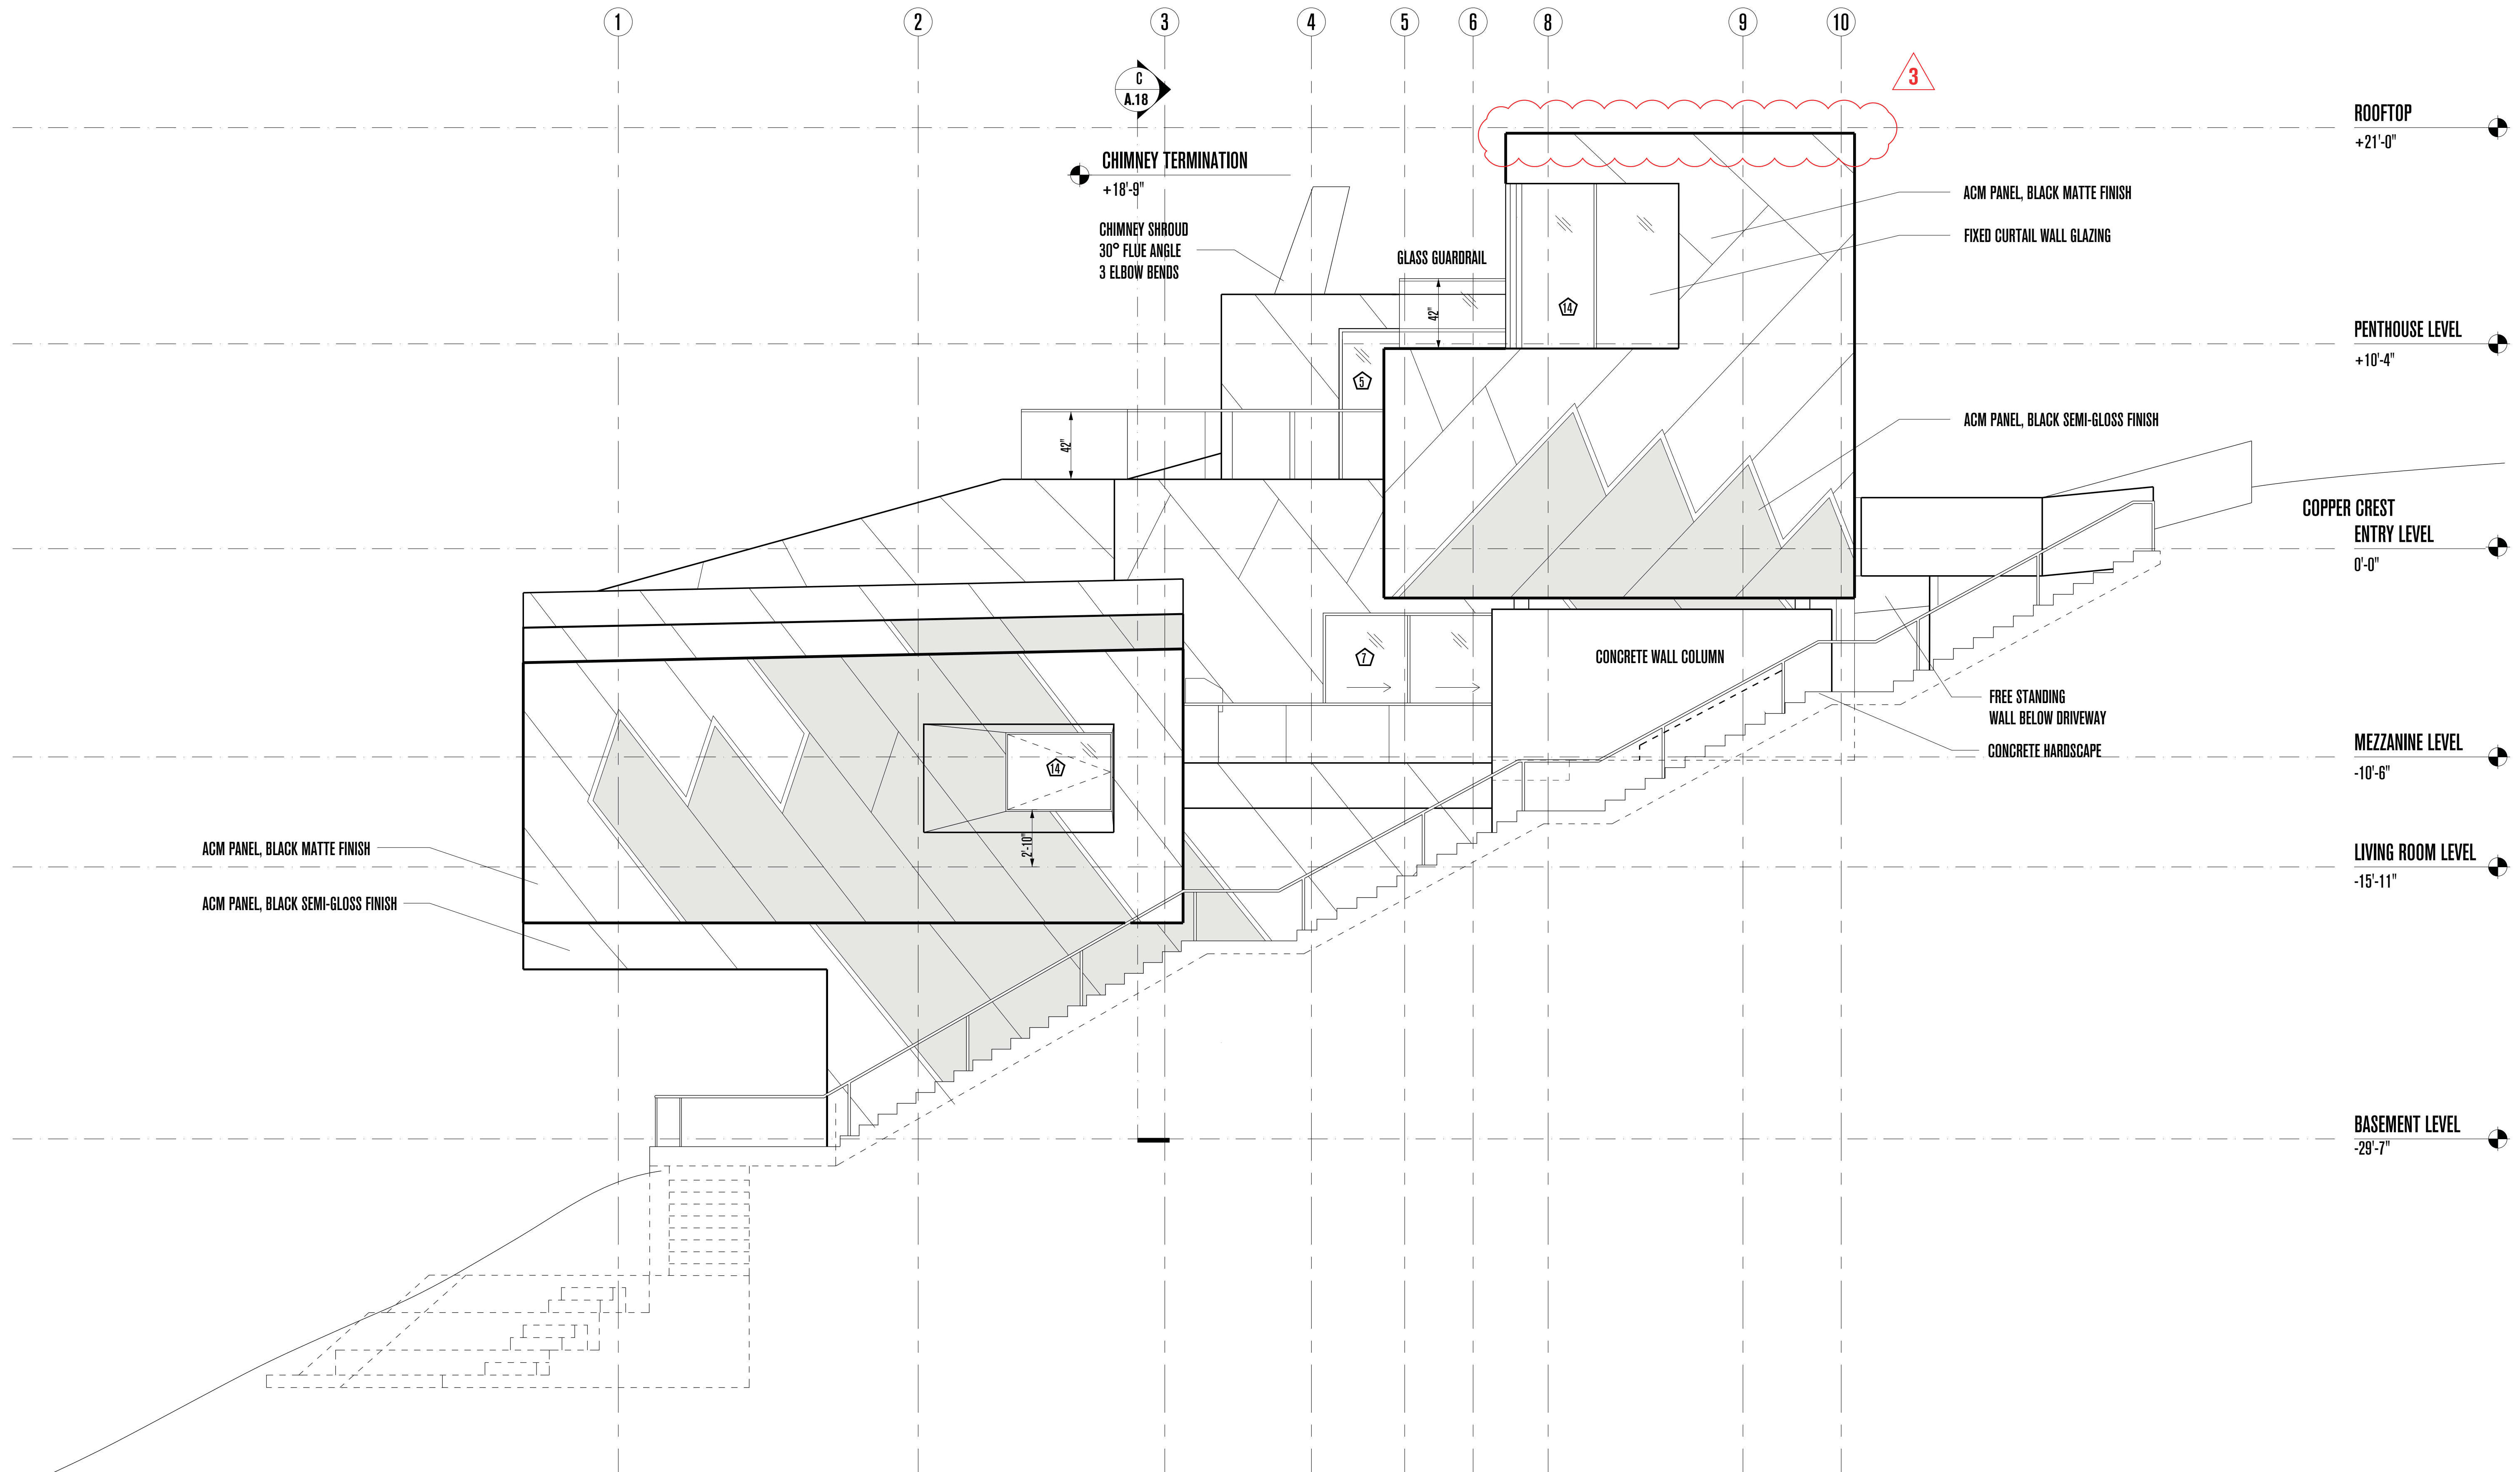 1 2 3 4 5 6 8 9 10
3
C
A.18
ROOFTOP
+21'-0"
CHIMNEY TERMINATION
+18'-9"
ACM PANEL, BLACK MATTE FINISH
CHIMNEY SHROUD
30° FLUE ANGLE
3 ELBOW BENDS
FIXED CURTAIL WALL GLAZING
GLASS GUARDRAIL
42"
14
PENTHOUSE LEVEL
+10'-4"
5
42"
ACM PANEL, BLACK SEMI-GLOSS FINISH
COPPER CREST
ENTRY LEVEL
0'-0"
7
CONCRETE WALL COLUMN
FREE STANDING
WALL BELOW DRIVEWAY
CONCRETE HARDSCAPE
MEZZANINE LEVEL
-10'-6"
14
2'-10"
ACM PANEL, BLACK MATTE FINISH
LIVING ROOM LEVEL
-15'-11"
ACM PANEL, BLACK SEMI-GLOSS FINISH
BASEMENT LEVEL
-29'-7"